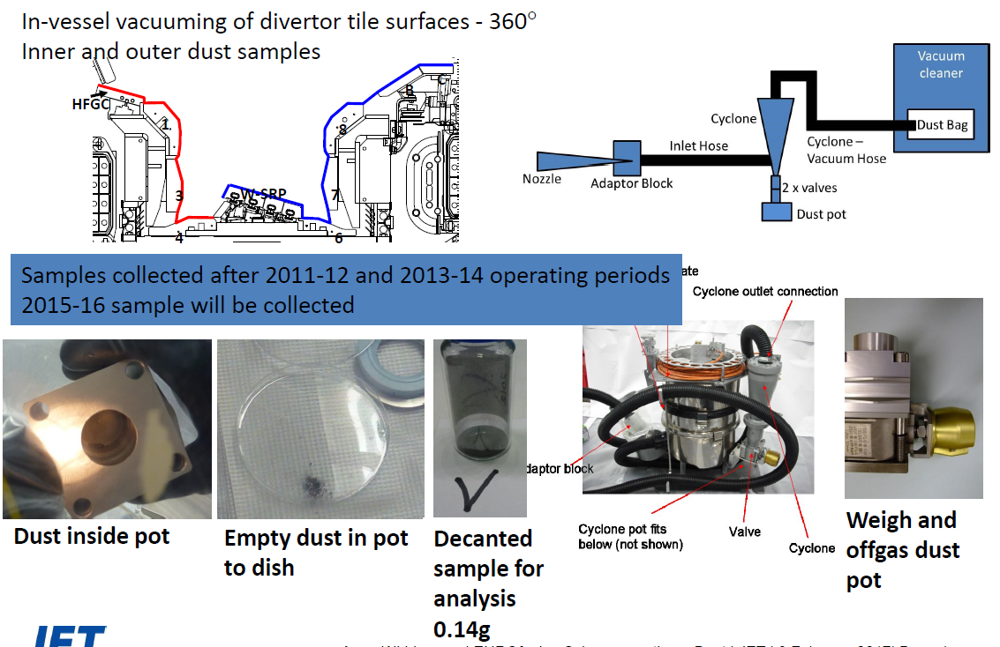 In-vessel vacuuming of divertor tile surfaces - 360°
Inner and outer dust samples
HFGC
1
3
4
W-SRP
B
C
8
7
6
Vacuum
cleaner
Cyclone
Dust Bag
Inlet Hose
Cyclone –
Vacuum Hose
Nozzle
Adaptor Block
2 x valves
Dust pot
Samples collected after 2011-12 and 2013-14 operating periods
2015-16 sample will be collected
ate
Cyclone outlet connection
daptor block
Cyclone pot fits
below (not shown)
Valve
Cyclone
Dust inside pot
Empty dust in pot
to dish
Decanted
sample for
analysis
0.14g
Weigh and
offgas dust
pot
JET